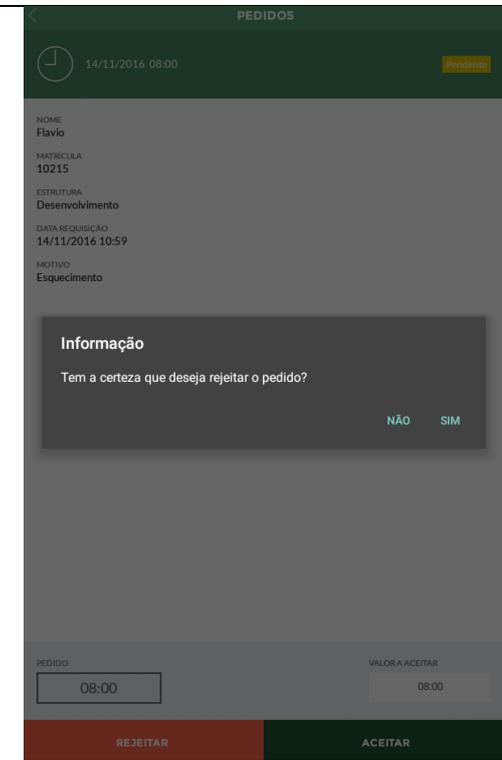 PEDIDOS
14/11/2016 08:00
Pendente
NOME
Flavio
MATRÍCULA
10215
ESTRUTURA
Desenvolvimento
DATA REQUISIÇÃO
14/11/2016 10:59
MOTIVO
Esquecimento
Informação
Tem a certeza que deseja rejeitar o pedido?
NÃO SIM
PEDIDO VALOR A ACEITAR
08:00 08:00
REJEITAR ACEITAR